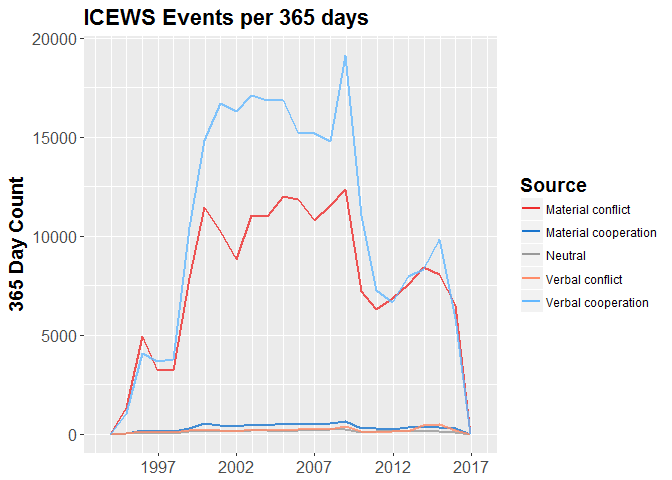 ICEWS Events per 365 days
365 Day Count
20000
15000
10000
5000
0
1997
2002
2007
2012
2017
Source
Material conflict
Material cooperation
Neutral
Verbal conflict
Verbal cooperation